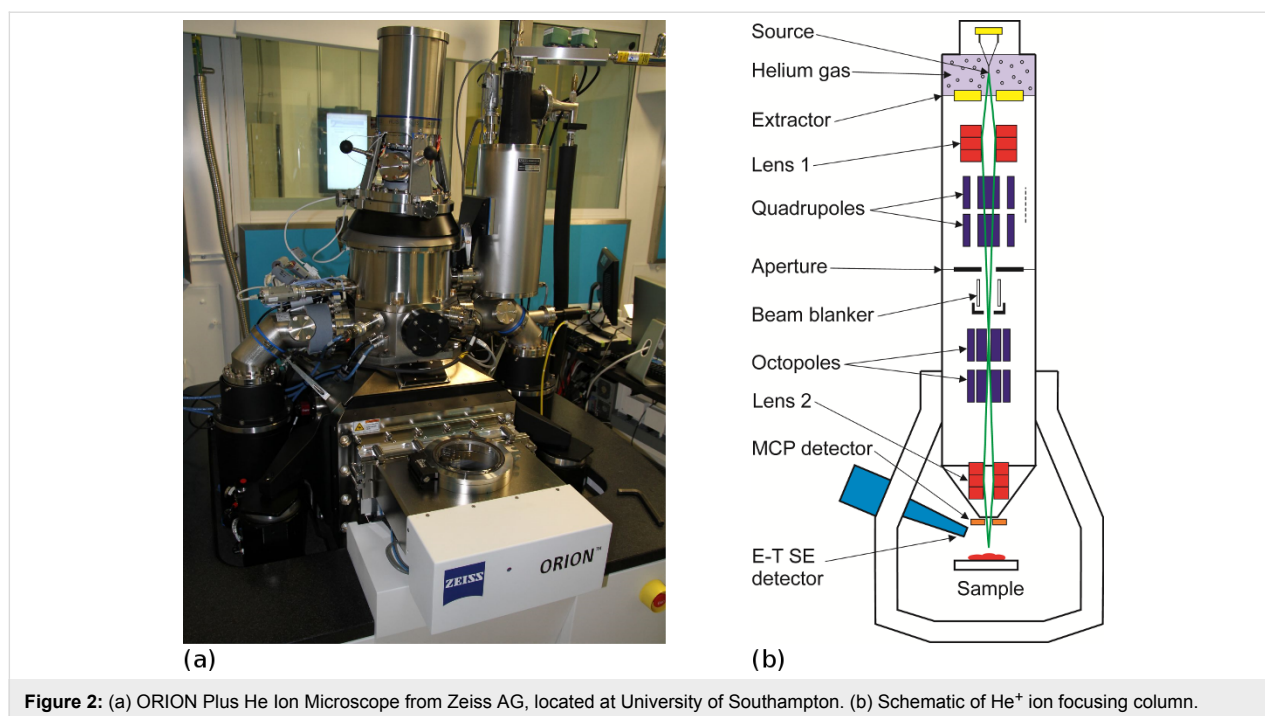 ZEISS
ORION™
(a)
Source
Helium gas
Extractor
Lens 1
Quadrupoles
Aperture
Beam blanker
Octopoles
Lens 2
MCP detector
E-T SE
detector
Sample
(b)
Figure 2: (a) ORION Plus He Ion Microscope from Zeiss AG, located at University of Southampton. (b) Schematic of He⁺ ion focusing column.